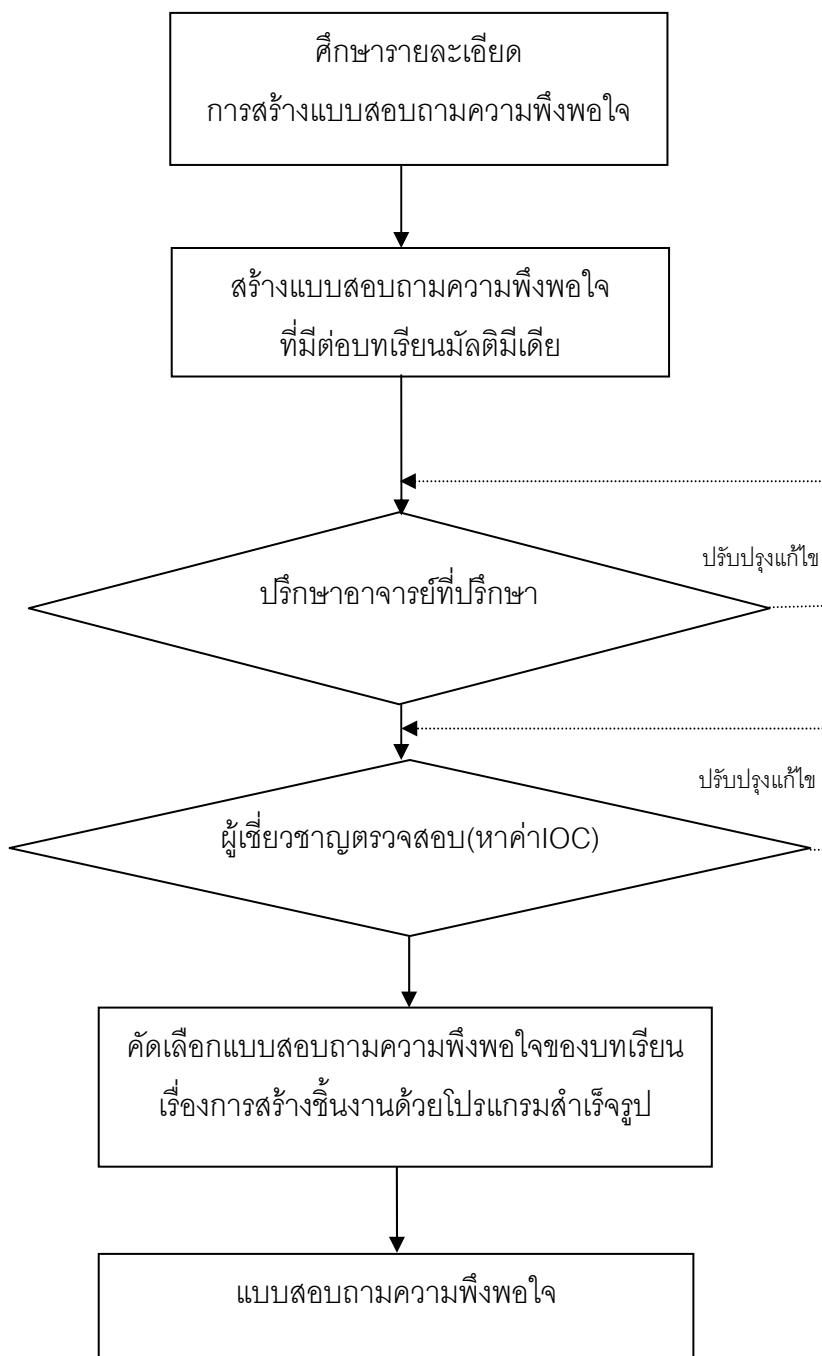 ศึกษารายละเอียด
การสร้างแบบสอบถามความพึงพอใจ
สร้างแบบสอบถามความพึงพอใจ
ที่มีต่อบทเรียนมัลติมีเดีย
ปรับปรุงแก้ไข
ปรึกษาอาจารย์ที่ปรึกษา
ปรับปรุงแก้ไข
ผู้เชี่ยวชาญตรวจสอบ(หาค่าIOC)
คัดเลือกแบบสอบถามความพึงพอใจของบทเรียน
เรื่องการสร้างชิ้นงานด้วยโปรแกรมสำเร็จรูป
แบบสอบถามความพึงพอใจ